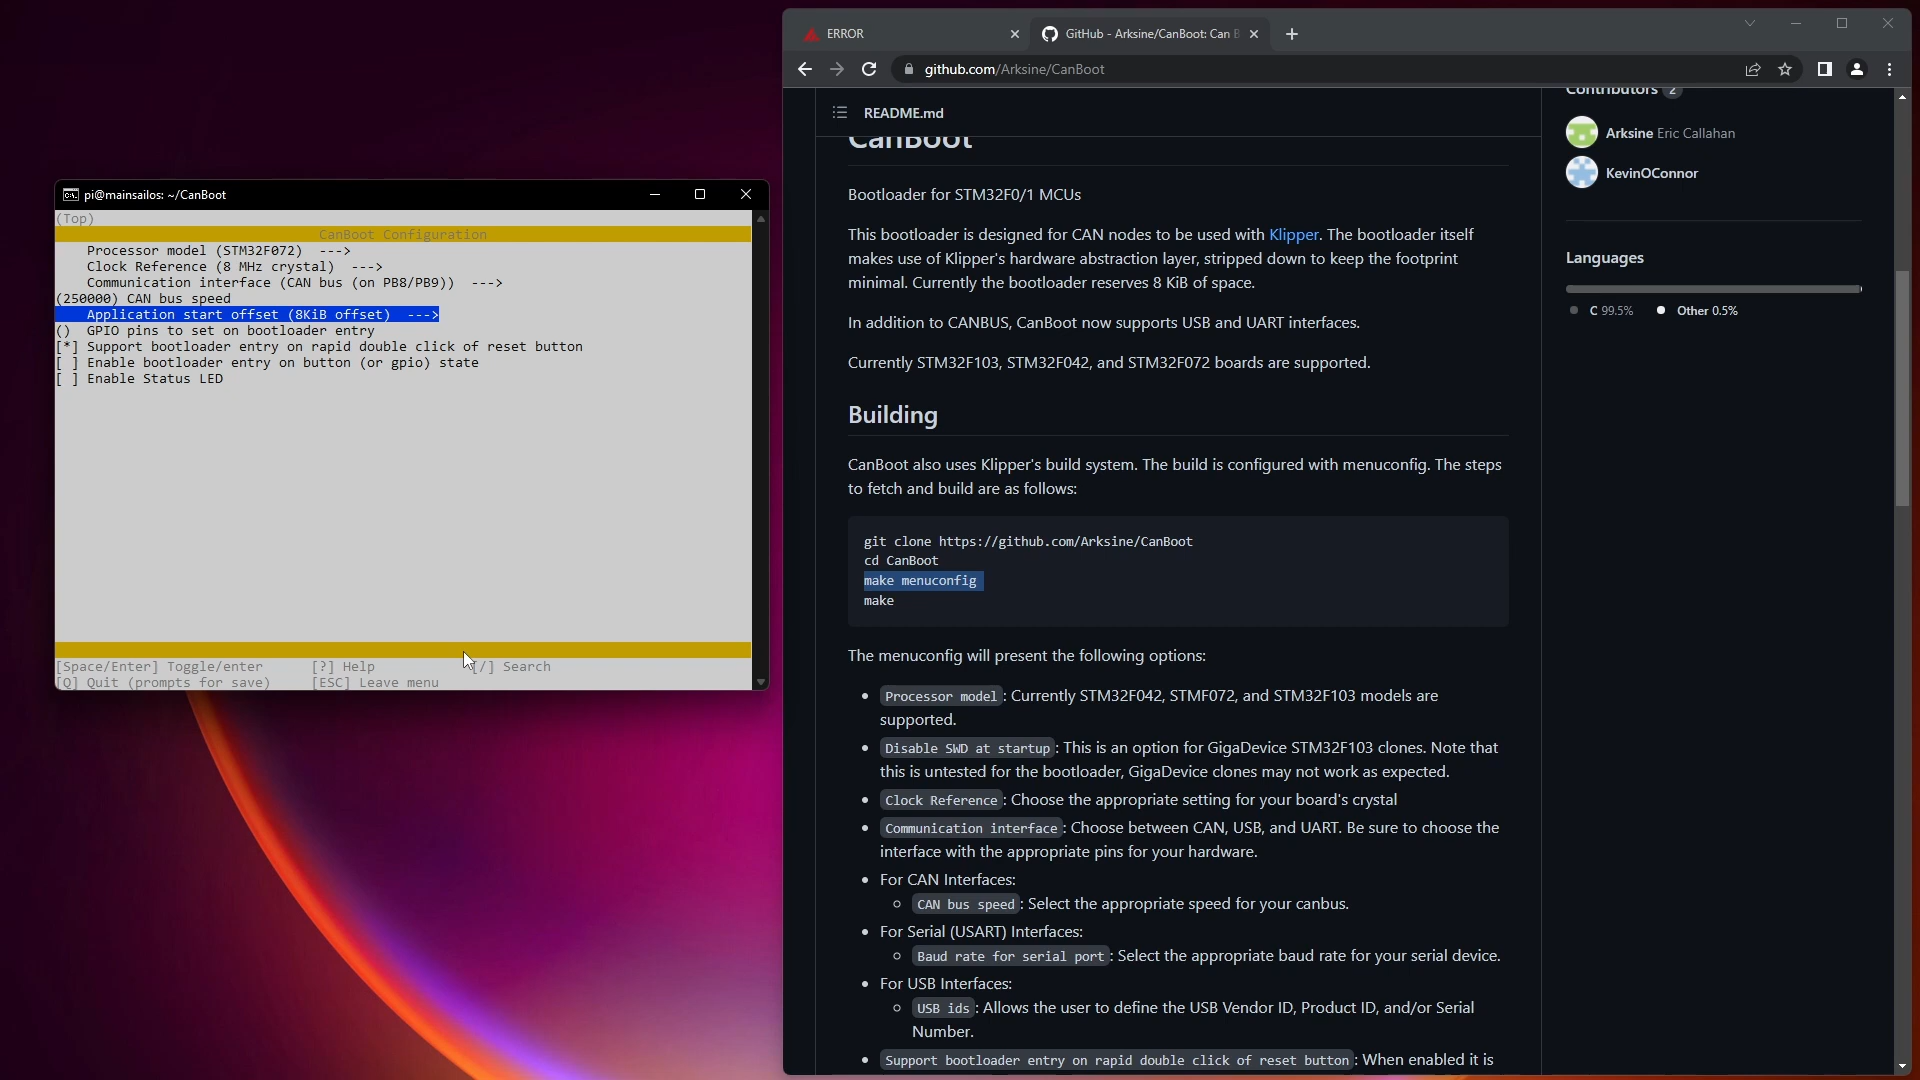 pi@mainsailos: ~/CanBoot
(Top)
CanBoot Configuration
Processor model (STM32F072)  --->
Clock Reference (8 MHz crystal)  --->
Communication interface (CAN bus (on PB8/PB9))  --->
(250000) CAN bus speed
Application start offset (8KiB offset)  --->
()  GPIO pins to set on bootloader entry
[*] Support bootloader entry on rapid double click of reset button
[ ] Enable bootloader entry on button (or gpio) state
[ ] Enable Status LED
[Space/Enter] Toggle/enter [?] Help [/] Search
[Q] Quit (prompts for save) [ESC] Leave menu
ERROR
GitHub - Arksine/CanBoot: Can B
github.com/Arksine/CanBoot
README.md
CanBoot
Bootloader for STM32F0/1 MCUs
This bootloader is designed for CAN nodes to be used with Klipper. The bootloader itself
makes use of Klipper's hardware abstraction layer, stripped down to keep the footprint
minimal. Currently the bootloader reserves 8 KiB of space.
In addition to CANBUS, CanBoot now supports USB and UART interfaces.
Currently STM32F103, STM32F042, and STM32F072 boards are supported.
Building
CanBoot also uses Klipper's build system. The build is configured with menuconfig. The steps
to fetch and build are as follows:
git clone https://github.com/Arksine/CanBoot
cd CanBoot
make menuconfig
make
The menuconfig will present the following options:
• Processor model: Currently STM32F042, STMF072, and STM32F103 models are
supported.
• Disable SWD at startup: This is an option for GigaDevice STM32F103 clones. Note that
this is untested for the bootloader, GigaDevice clones may not work as expected.
• Clock Reference: Choose the appropriate setting for your board's crystal
• Communication interface: Choose between CAN, USB, and UART. Be sure to choose the
interface with the appropriate pins for your hardware.
• For CAN Interfaces:
○ CAN bus speed: Select the appropriate speed for your canbus.
• For Serial (USART) Interfaces:
○ Baud rate for serial port: Select the appropriate baud rate for your serial device.
• For USB Interfaces:
○ USB ids: Allows the user to define the USB Vendor ID, Product ID, and/or Serial
Number.
• Support bootloader entry on rapid double click of reset button: When enabled it is
Contributors 2
Arksine Eric Callahan
KevinOConnor
Languages
C 99.5% Other 0.5%